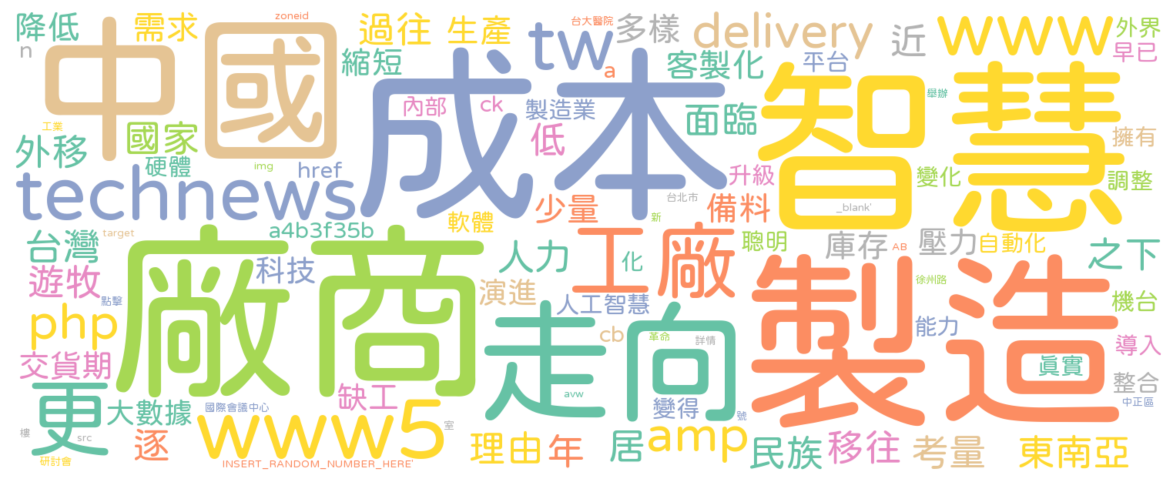 降低
需求
zoneid
過往
生產
tw
台大醫院
多樣
delivery
近
www
外界
早已
n
中國
縮短
a
客製化
平台
智慧
舉辦
工業
國家
內部
ck
製造業
成本
低
面臨
擁有
外移
硬體
img
href
升級
變化
調整
technews
少量
台北市
備料
_blank'
新
軟體
target
a4b3f35b
台灣
人力
工廠
化
聰明
庫存
AB
壓力
自動化
之下
遊牧
點擊
科技
廠商
演進
人工智慧
徐州路
機台
php
走向
cb
革命
詳情
製造
能力
導入
交貨期
眞實
整合
中正區
更
大數據
國際會議中心
缺工
avw
變得
號
樓
src
研討會
逐
www5
室
INSERT_RANDOM_NUMBER_HERE'
理由
年
居
amp
民族
移往
考量
東南亞